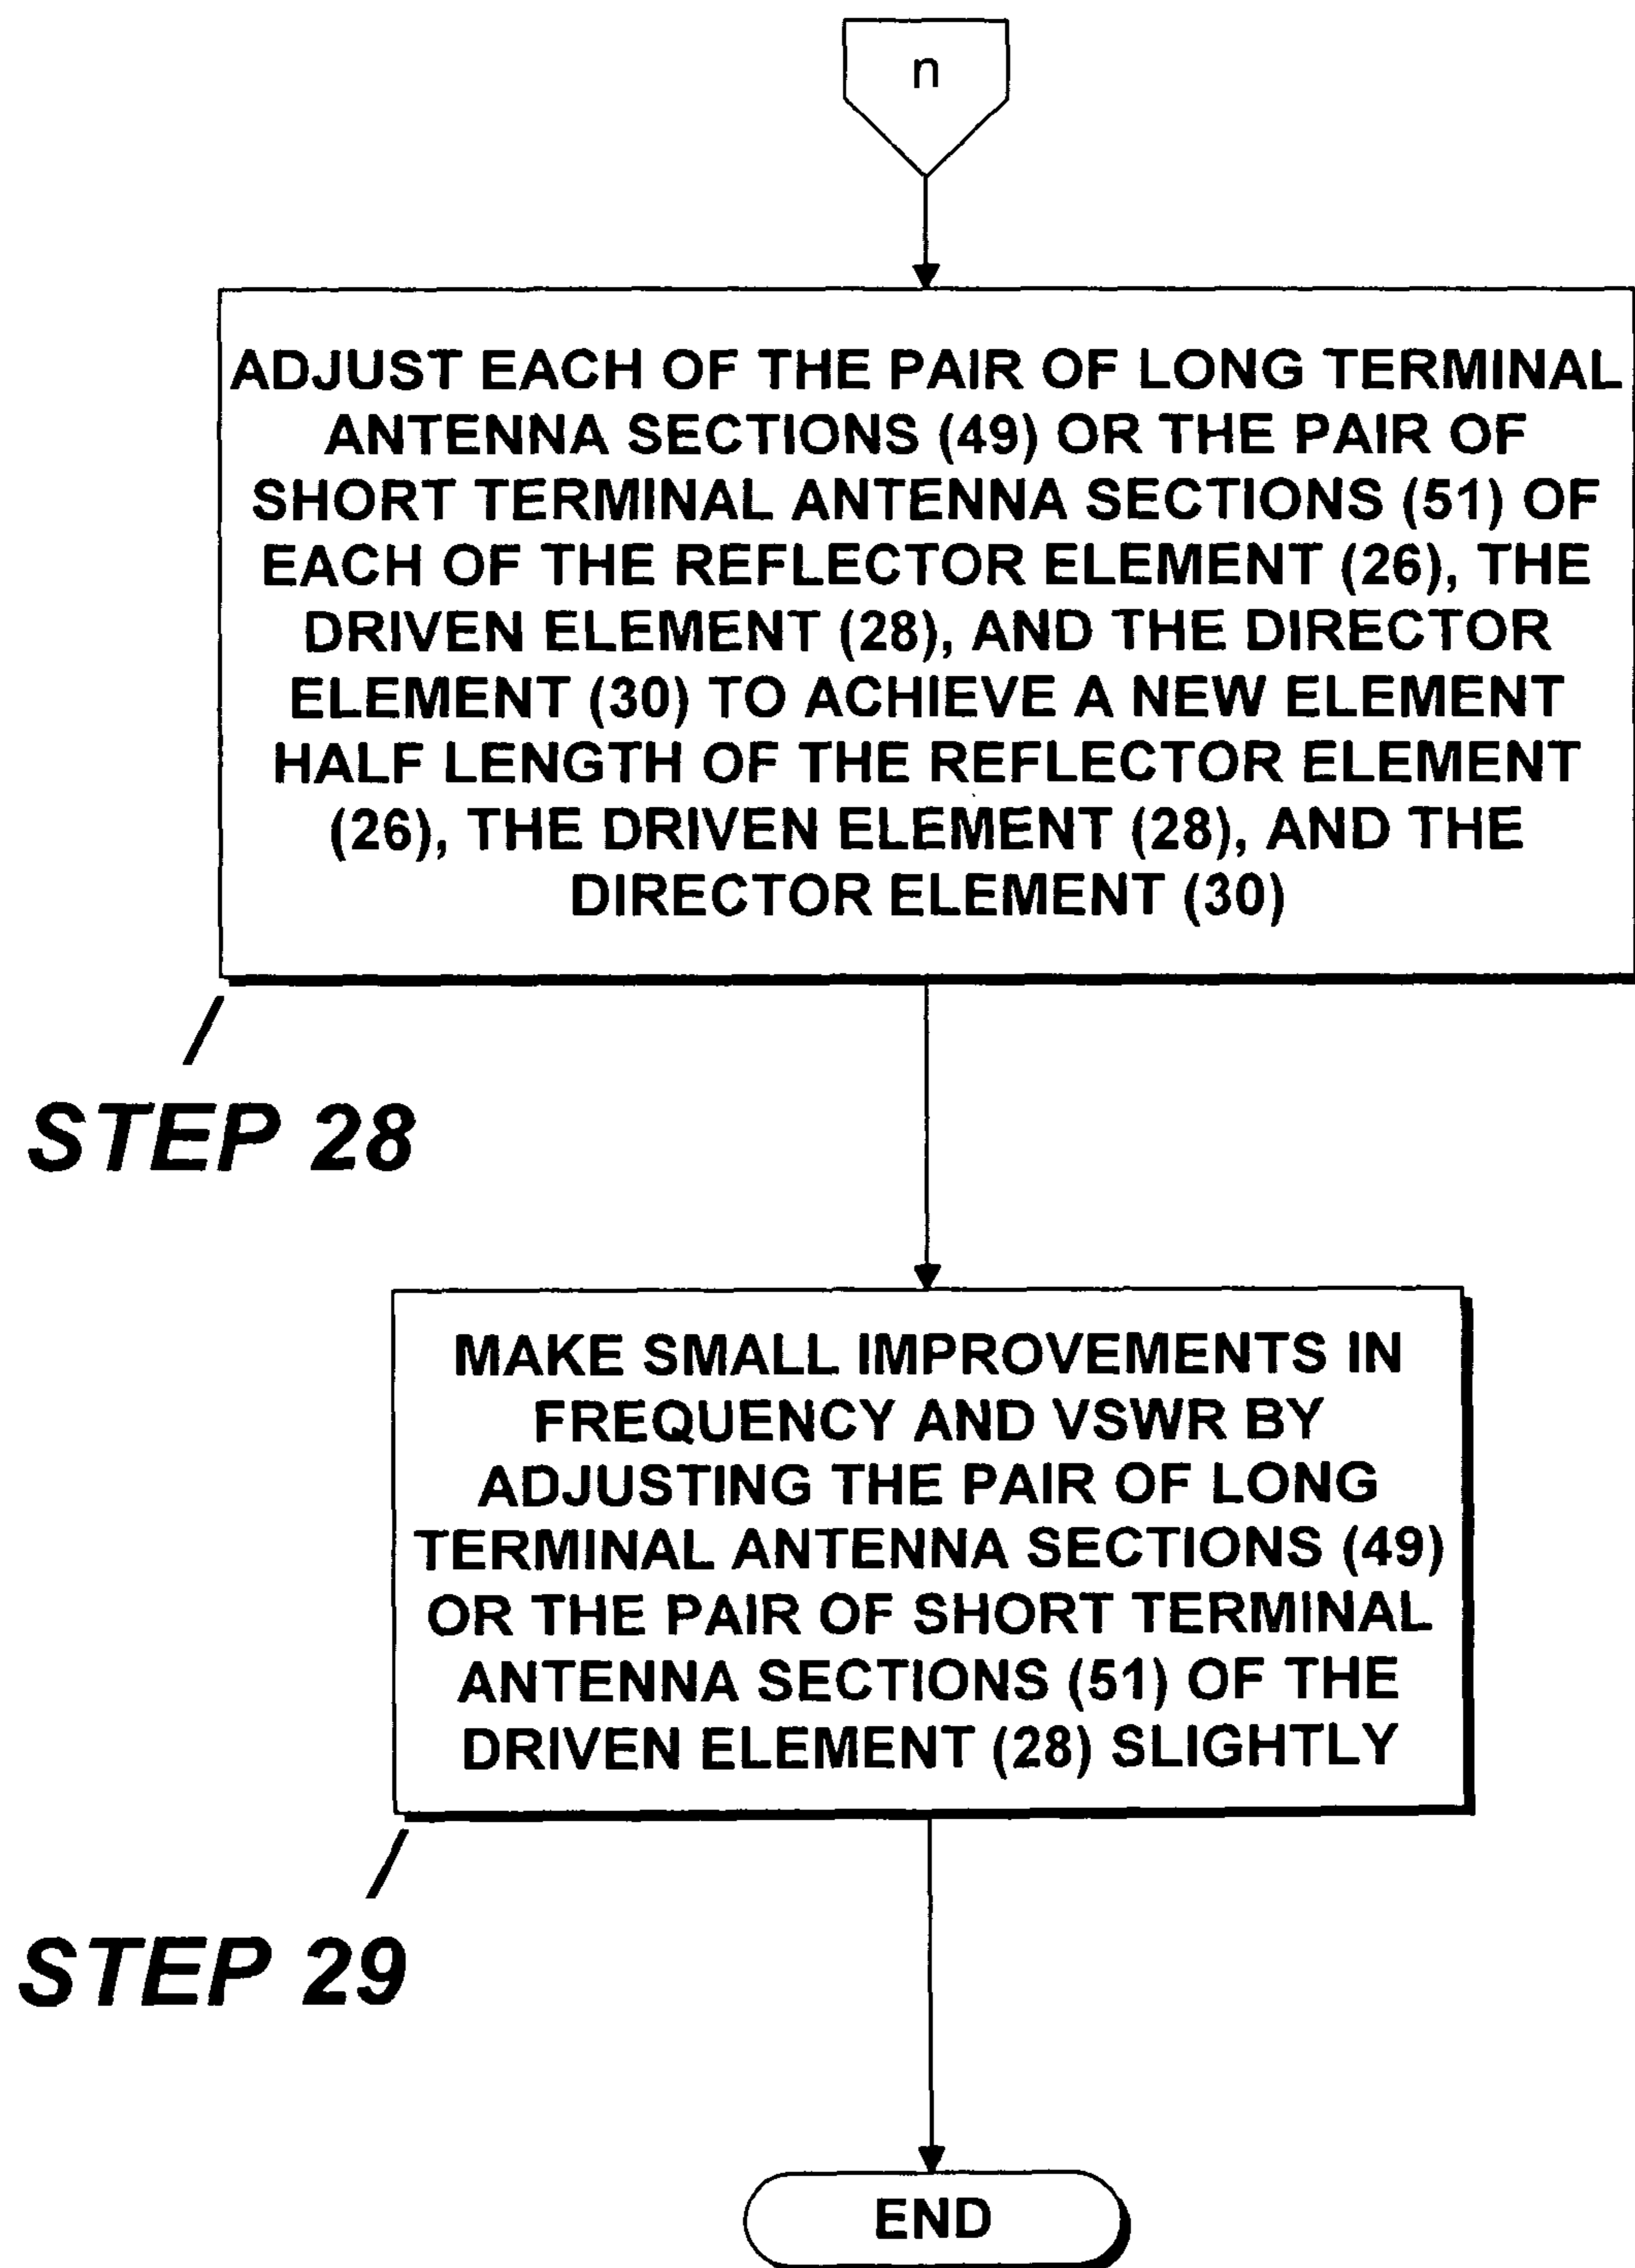 n
ADJUST EACH OF THE PAIR OF LONG TERMINAL
ANTENNA SECTIONS (49) OR THE PAIR OF
SHORT TERMINAL ANTENNA SECTIONS (51) OF
EACH OF THE REFLECTOR ELEMENT (26), THE
DRIVEN ELEMENT (28), AND THE DIRECTOR
ELEMENT (30) TO ACHIEVE A NEW ELEMENT
HALF LENGTH OF THE REFLECTOR ELEMENT
(26), THE DRIVEN ELEMENT (28), AND THE
DIRECTOR ELEMENT (30)
STEP 28
MAKE SMALL IMPROVEMENTS IN
FREQUENCY AND VSWR BY
ADJUSTING THE PAIR OF LONG
TERMINAL ANTENNA SECTIONS (49)
OR THE PAIR OF SHORT TERMINAL
ANTENNA SECTIONS (51) OF THE
DRIVEN ELEMENT (28) SLIGHTLY
STEP 29
END